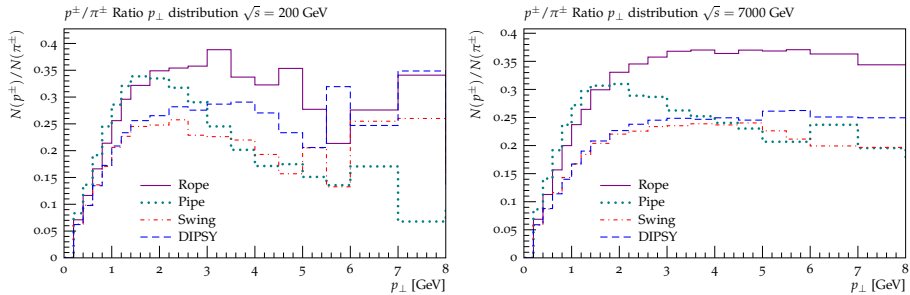 p±/π± Ratio p⊥ distribution √s = 200 GeV
N(p±)/N(π±)
0.4
0.35
0.3
0.25
0.2
0.15
0.1
0.05
0
Rope
Pipe
Swing
DIPSY
0 1 2 3 4 5 6 7 8
p⊥ [GeV]
p±/π± Ratio p⊥ distribution √s = 7000 GeV
N(p±)/N(π±)
0.4
0.35
0.3
0.25
0.2
0.15
0.1
0.05
0
Rope
Pipe
Swing
DIPSY
0 1 2 3 4 5 6 7 8
p⊥ [GeV]